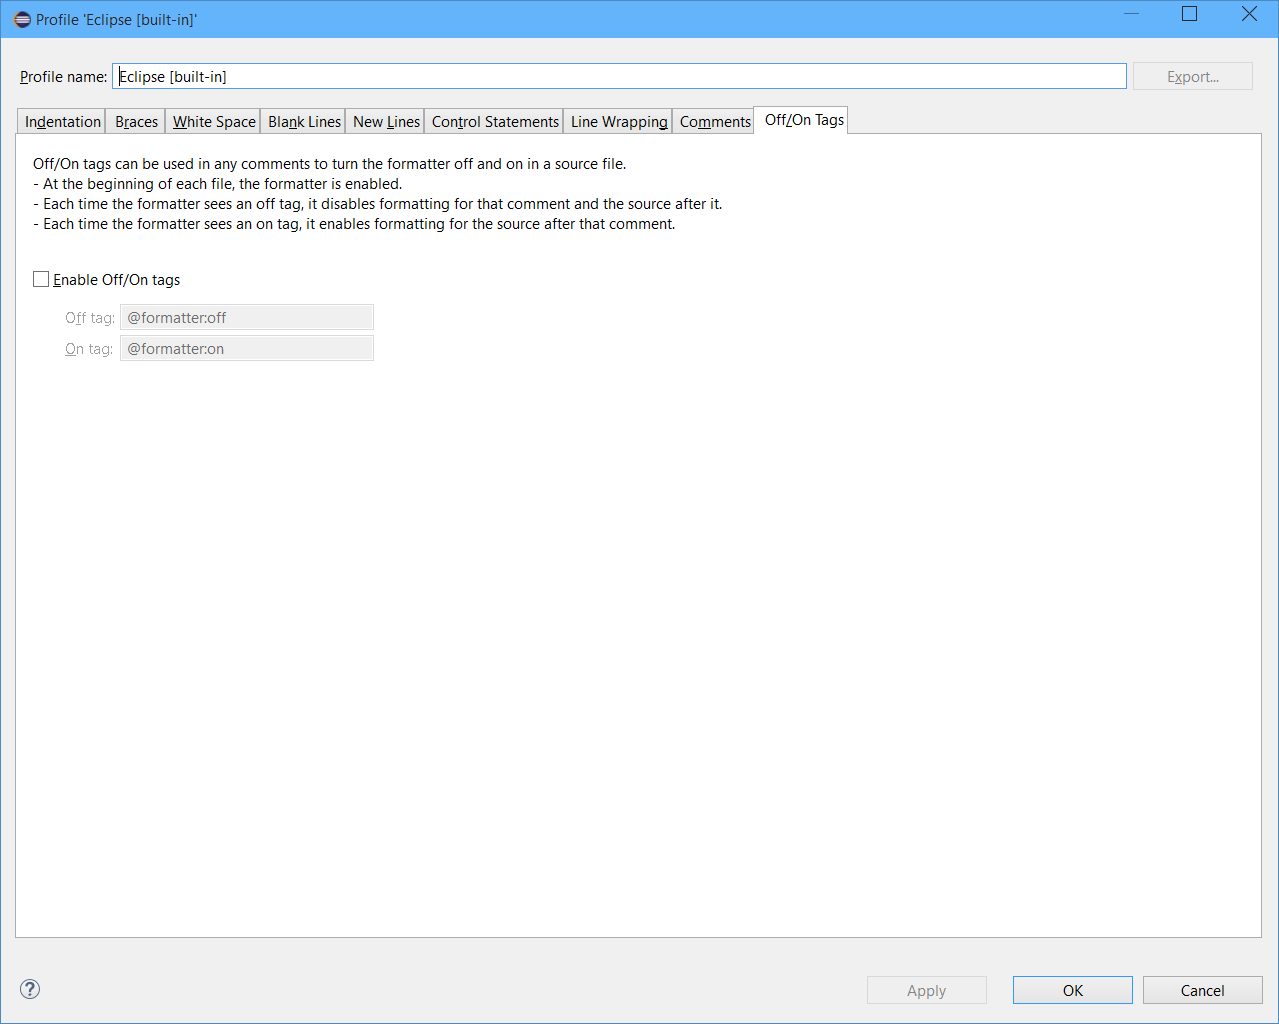 Profile 'Eclipse [built-in]'
Profile name: Eclipse [built-in] Export...
Indentation Braces White Space Blank Lines New Lines Control Statements Line Wrapping Comments Off/On Tags
Off/On tags can be used in any comments to turn the formatter off and on in a source file.
- At the beginning of each file, the formatter is enabled.
- Each time the formatter sees an off tag, it disables formatting for that comment and the source after it.
- Each time the formatter sees an on tag, it enables formatting for the source after that comment.
Enable Off/On tags
Off tag: @formatter:off
On tag: @formatter:on
? Apply OK Cancel